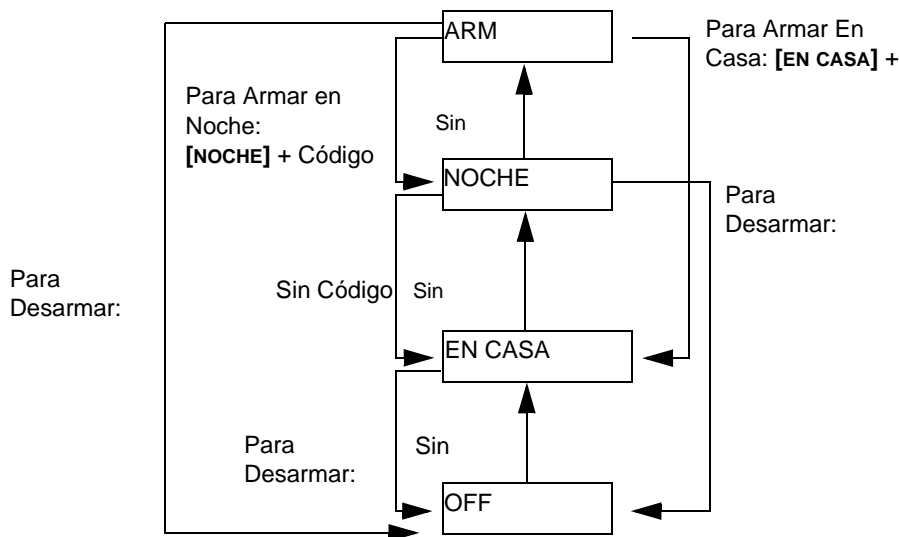 ARM
Para Armar En
Casa: [EN CASA] +
Para Armar en
Noche:
[NOCHE] + Código
Sin
NOCHE
Para
Desarmar:
Para
Desarmar:
Sin Código
Sin
EN CASA
Para
Desarmar:
Sin
OFF